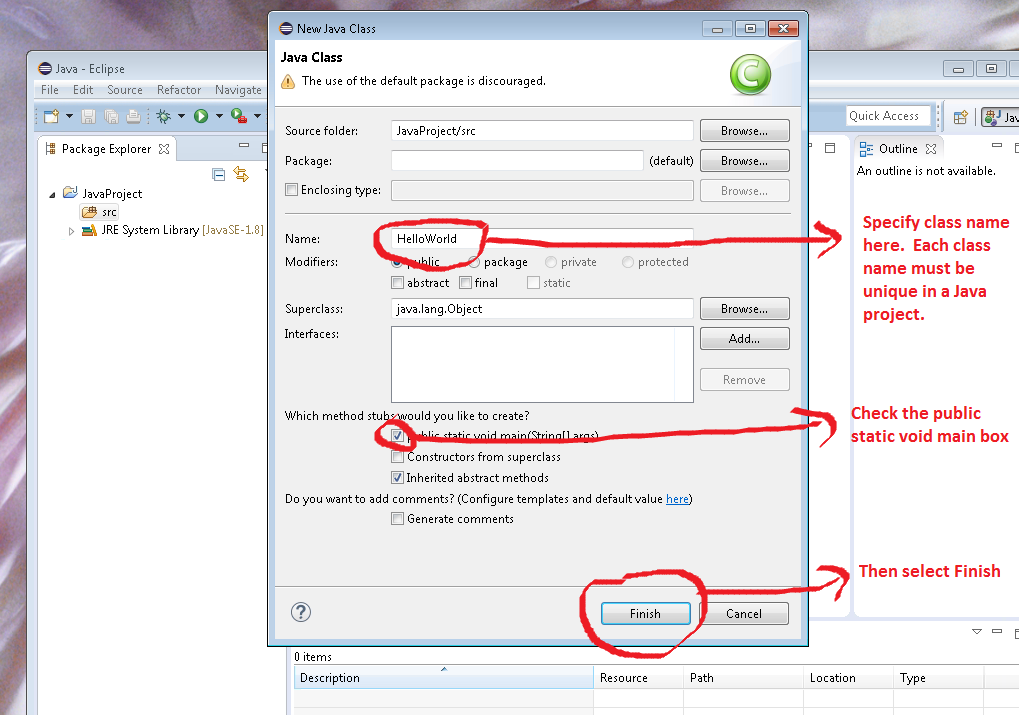 New Java Class
Java Class
The use of the default package is discouraged.
Java - Eclipse
File Edit Source Refactor Navigate
Quick Access
Jav
Package Explorer
JavaProject
src
JRE System Library [JavaSE-1.8]
Source folder: JavaProject/src Browse...
Package: (default) Browse...
Enclosing type: Browse...
Name: HelloWorld
Modifiers: public package private protected
abstract final static
Superclass: java.lang.Object Browse...
Interfaces: Add...
Remove
Which method stubs would you like to create?
public static void main(String[] args)
Constructors from superclass
Inherited abstract methods
Do you want to add comments? (Configure templates and default value here)
Generate comments
? Finish Cancel
Outline
An outline is not available.
Specify class name
here. Each class
name must be
unique in a Java
project.
Check the public
static void main box
Then select Finish
0 items
Description Resource Path Location Type